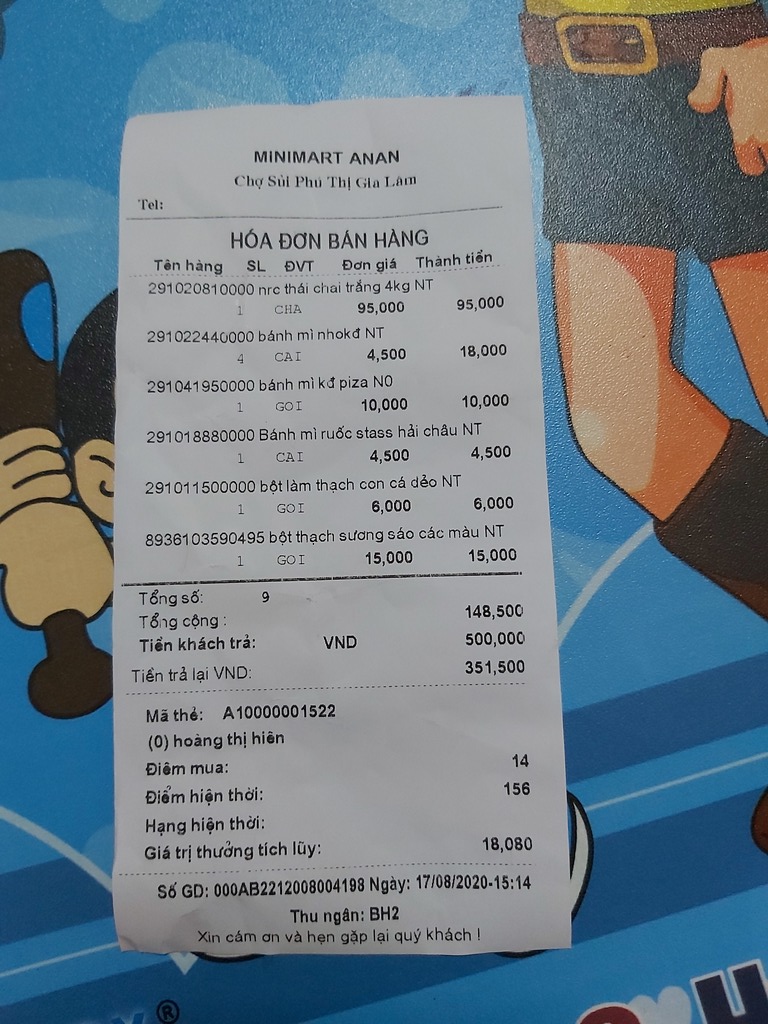 MINIMART ANAN
Chợ Sủi Phú Thị Gia Lâm
Tel:
HÓA ĐƠN BÁN HÀNG
Tên hàng SL ĐVT Đơn giá Thành tiền
291020810000 nrc thái chai trắng 4kg NT
1 CHA 95,000 95,000
291022440000 bánh mì nhokđ NT
4 CAI 4,500 18,000
291041950000 bánh mì kđ piza N0
1 GOI 10,000 10,000
291018880000 Bánh mì ruốc stass hải châu NT
1 CAI 4,500 4,500
291011500000 bột làm thạch con cá dẻo NT
1 GOI 6,000 6,000
8936103590495 bột thạch sương sáo các màu NT
1 GOI 15,000 15,000
Tổng số: 9
Tổng cộng : 148,500
Tiền khách trả: VND 500,000
Tiền trả lại VND: 351,500
Mã thẻ: A10000001522
(0) hoàng thị hiên
Điểm mua: 14
Điểm hiện thời: 156
Hạng hiện thời:
Giá trị thưởng tích lũy: 18,080
Số GD: 000AB2212008004198 Ngày: 17/08/2020-15:14
Thu ngân: BH2
Xin cám ơn và hẹn gặp lại quý khách !
®